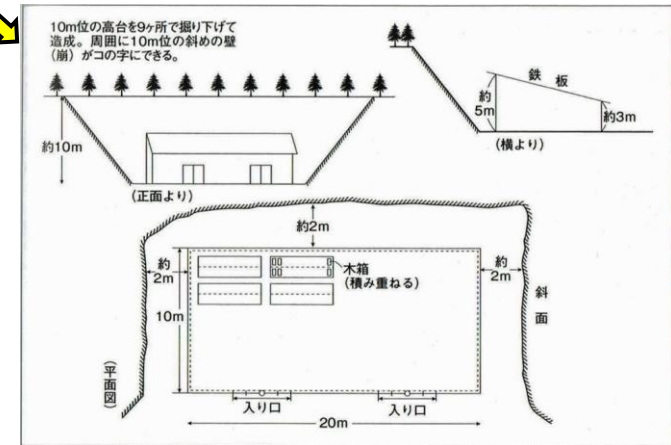 10m位の高台を9ヶ所で掘り下げて
造成。周囲に10m位の斜めの壁
(崩)がコの字にできる。
約10m
(正面より)
鉄板
約
5m
約3m
(横より)
約2m
約
2m
木箱
(積み重ねる)
約
2m
斜面
10m
(平面図)
入り口
入り口
20m